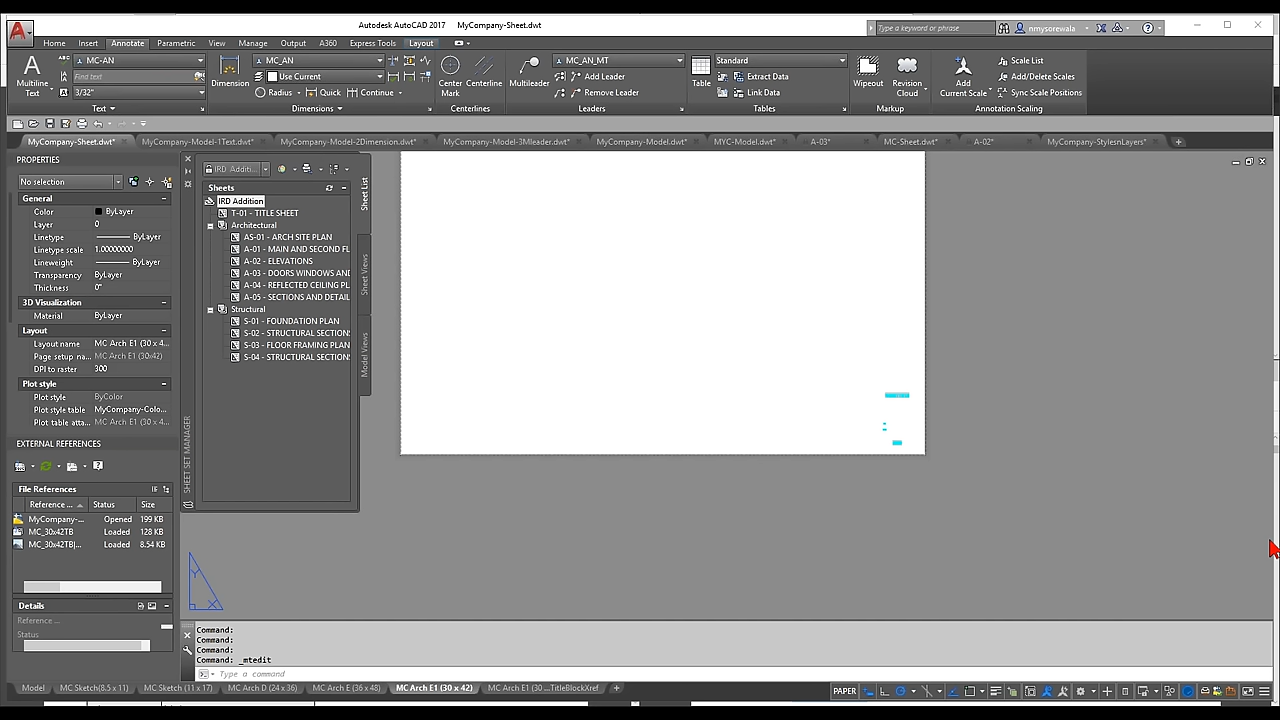 Autodesk AutoCAD 2017 MyCompany-Sheet.dwt
Type a keyword or phrase
nmysorewala
Home Insert Annotate Parametric View Manage Output A360 Express Tools Layout
Multiline Text
MC-AN
Find text
3/32"
Text
Dimension
MC_AN
Use Current
Radius Quick Continue
Dimensions
Center Mark
Centerline
Centerlines
Multileader
MC_AN_MT
Add Leader
Remove Leader
Leaders
Table
Standard
Extract Data
Link Data
Tables
Wipeout
Revision Cloud
Markup
Add Current Scale
Scale List
Add/Delete Scales
Sync Scale Positions
Annotation Scaling
MyCompany-Sheet.dwt* MyCompany-Model-1Text.dwt* MyCompany-Model-2Dimension.dwt* MyCompany-Model-3Mleader.dwt* MyCompany-Model.dwt* MYC-Model.dwt* A-03* MC-Sheet.dwt* A-02* MyCompany-StylesnLayers*
PROPERTIES
No selection
General
Color ByLayer
Layer 0
Linetype ByLayer
Linetype scale 1.00000000
Lineweight ByLayer
Transparency ByLayer
Thickness 0"
3D Visualization
Material ByLayer
Layout
Layout name MC Arch E1 (30 x 4...
Page setup na... MC Arch E1 (30x42)
DPI to raster 300
Plot style
Plot style ByColor
Plot style table MyCompany-Colo...
Plot table atta... MC Arch E1 (30 x 4...
EXTERNAL REFERENCES
File References
Reference ... Status Size
MyCompany-... Opened 199 KB
MC_30x42TB Loaded 128 KB
MC_30x42TB|... Loaded 8.54 KB
Details
Reference ...
Status
IRD Additi...
Sheets
IRD Addition
T-01 - TITLE SHEET
Architectural
AS-01 - ARCH SITE PLAN
A-01 - MAIN AND SECOND FL
A-02 - ELEVATIONS
A-03 - DOORS WINDOWS AND
A-04 - REFLECTED CEILING PL
A-05 - SECTIONS AND DETAIL
Structural
S-01 - FOUNDATION PLAN
S-02 - STRUCTURAL SECTIONS
S-03 - FLOOR FRAMING PLAN
S-04 - STRUCTURAL SECTIONS
Sheet List
Sheet Views
Model Views
SHEET SET MANAGER
Y
X
Command:
Command:
Command:
Command: _mtedit
Type a command
Model MC Sketch(8.5 x 11) MC Sketch (11 x 17) MC Arch D (24 x 36) MC Arch E (36 x 48) MC Arch E1 (30 x 42) MC Arch E1 (30 ...TitleBlockXref
PAPER